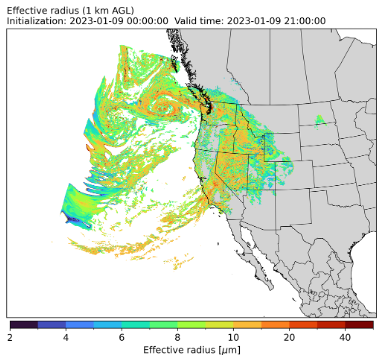 Effective radius (1 km AGL)
Initialization: 2023-01-09 00:00:00  Valid time: 2023-01-09 21:00:00
2 4 6 8 10 20 40
Effective radius [μm]